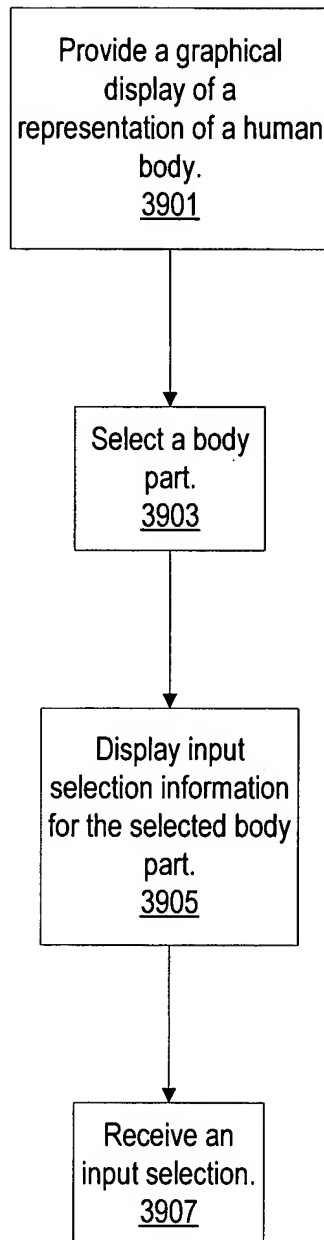 Provide a graphical
display of a
representation of a human
body.
3901
Select a body
part.
3903
Display input
selection information
for the selected body
part.
3905
Receive an
input selection.
3907